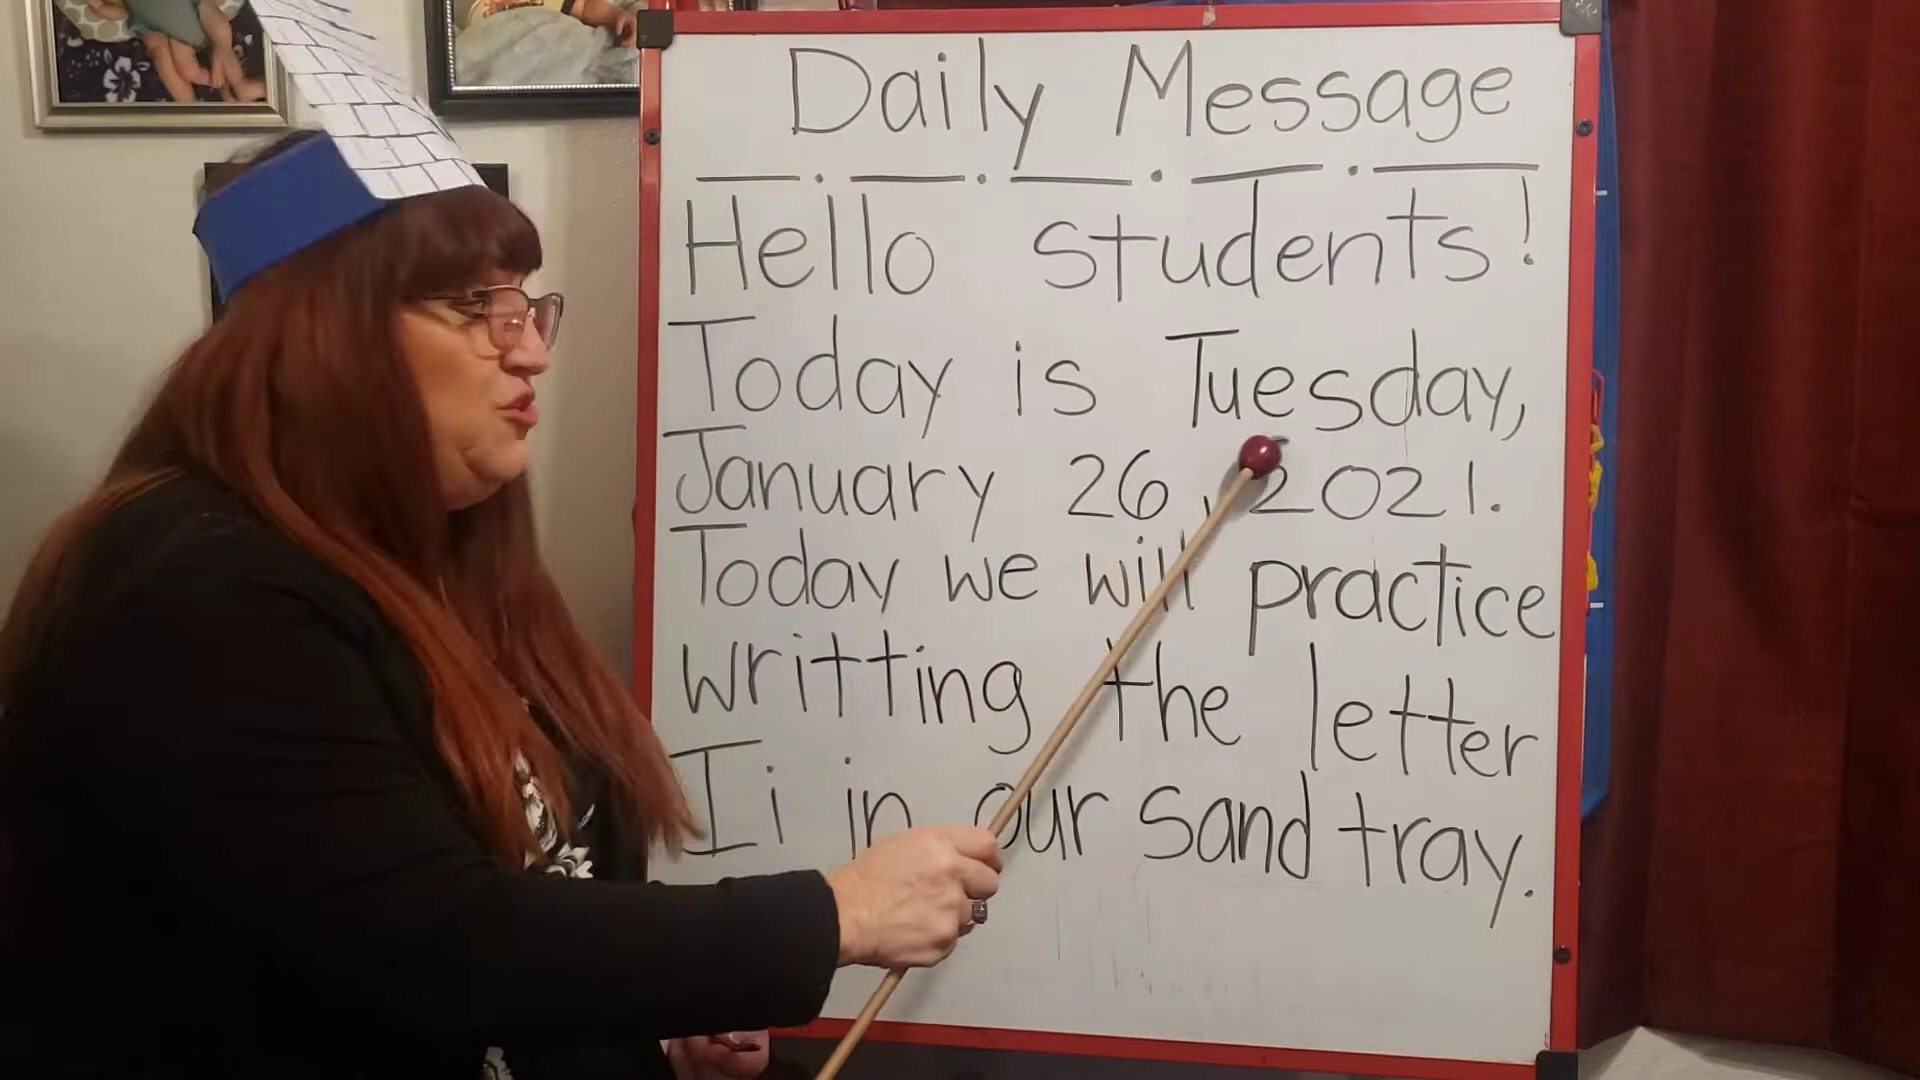 Daily Message
Hello students!
Today is Tuesday,
January 26, 2021.
Today we will practice
writting the letter
Ii in our sand tray.